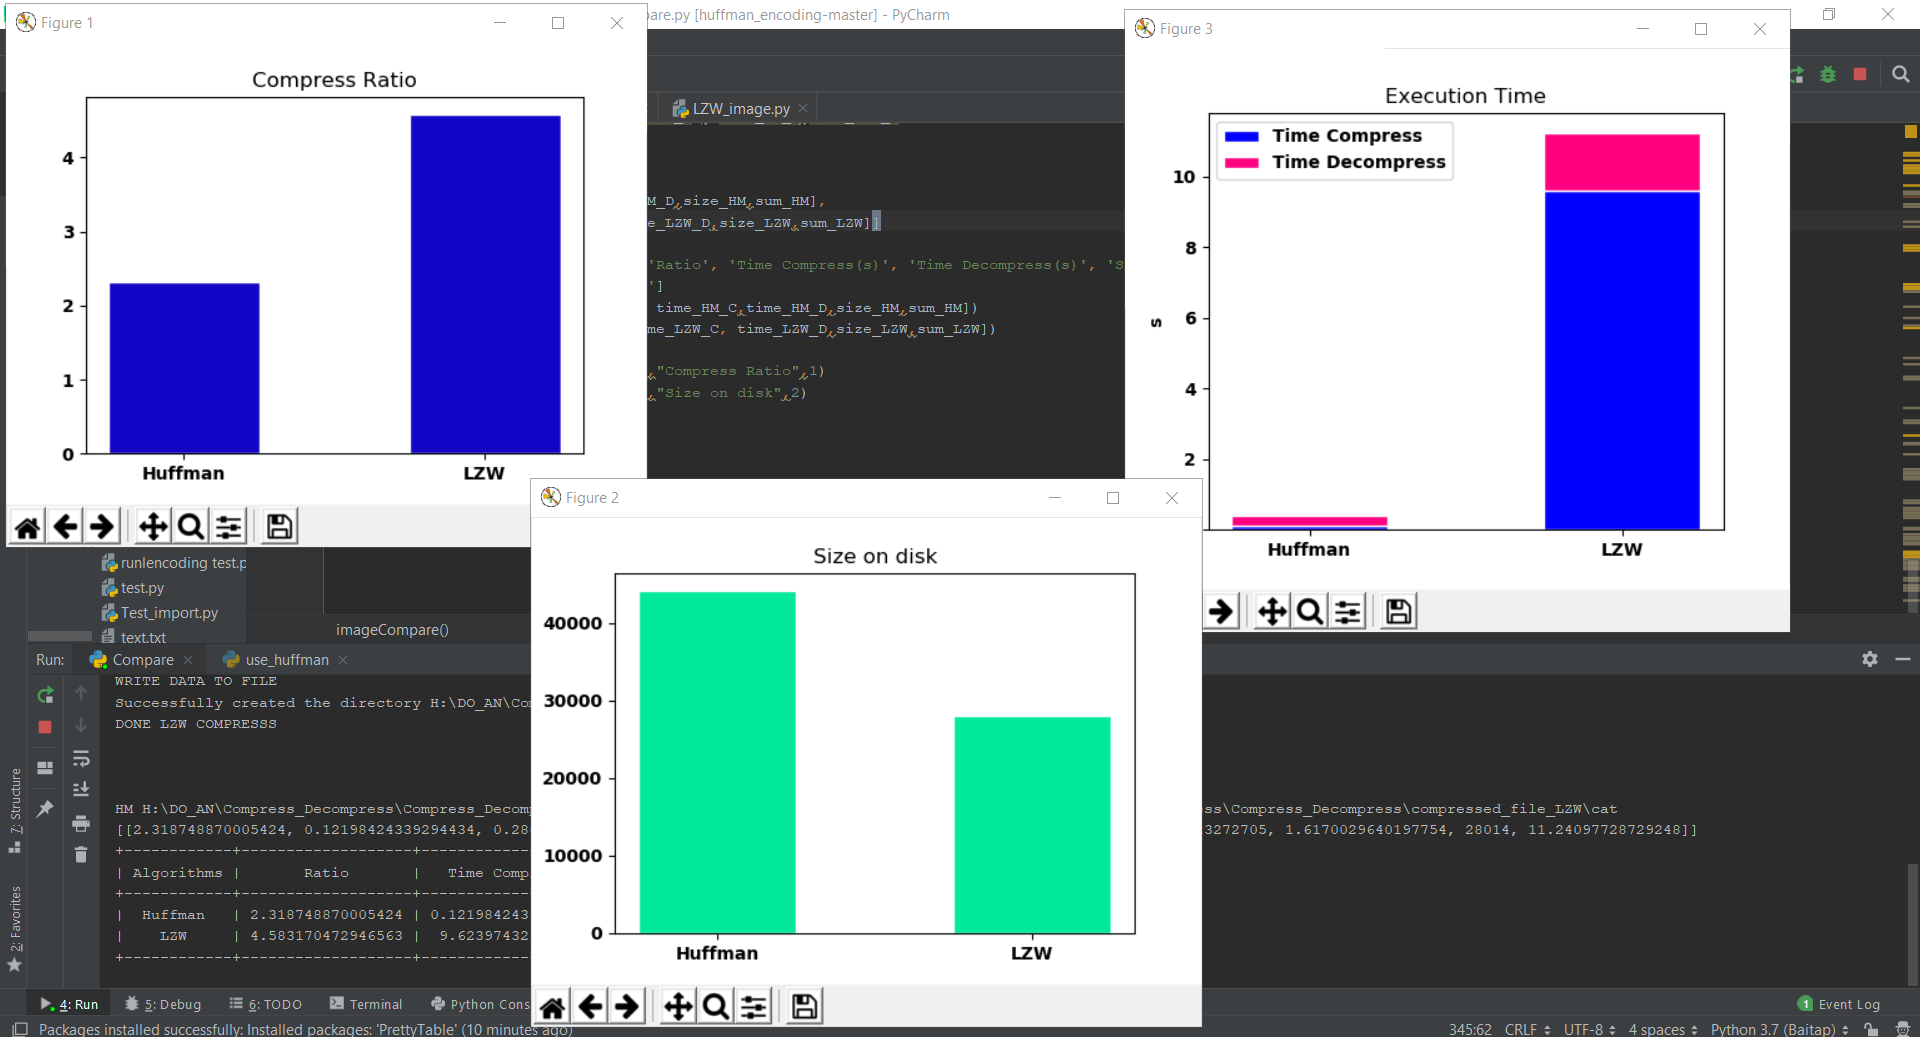 Figure 1
Compress Ratio
4
3
2
1
0
Huffman LZW
are.py [huffman_encoding-master] - PyCharm
LZW_image.py
M_D,size_HM,sum_HM],
e_LZW_D,size_LZW,sum_LZW]]
'Ratio', 'Time Compress(s)', 'Time Decompress(s)', 'S
']
time_HM_C,time_HM_D,size_HM,sum_HM])
me_LZW_C, time_LZW_D,size_LZW,sum_LZW])
,"Compress Ratio",1)
,"Size on disk",2)
Figure 3
Execution Time
Time Compress
Time Decompress
10
8
6
4
2
s
Huffman LZW
Figure 2
Size on disk
40000
30000
20000
10000
0
Huffman LZW
runlencoding test.p
test.py
Test_import.py
text.txt
imageCompare()
Run: Compare use_huffman
WRITE DATA TO FILE
Successfully created the directory H:\DO_AN\Co
DONE LZW COMPRESSS
HM H:\DO_AN\Compress_Decompress\Compress_Decomp ss\Compress_Decompress\compressed_file_LZW\cat
[[2.318748870005424, 0.12198424339294434, 0.28 3272705, 1.6170029640197754, 28014, 11.24097728729248]]
+------------+-------------------+----------
| Algorithms | Ratio | Time Comp
+------------+-------------------+----------
| Huffman | 2.318748870005424 | 0.121984243
| LZW | 4.583170472946563 | 9.62397432
+------------+-------------------+----------
7: Structure
2: Favorites
4: Run 5: Debug 6: TODO Terminal Python Cons 1 Event Log
Packages installed successfully: Installed packages: 'PrettyTable' (10 minutes ago) 345:62 CRLF UTF-8 4 spaces Python 3.7 (Baitap)